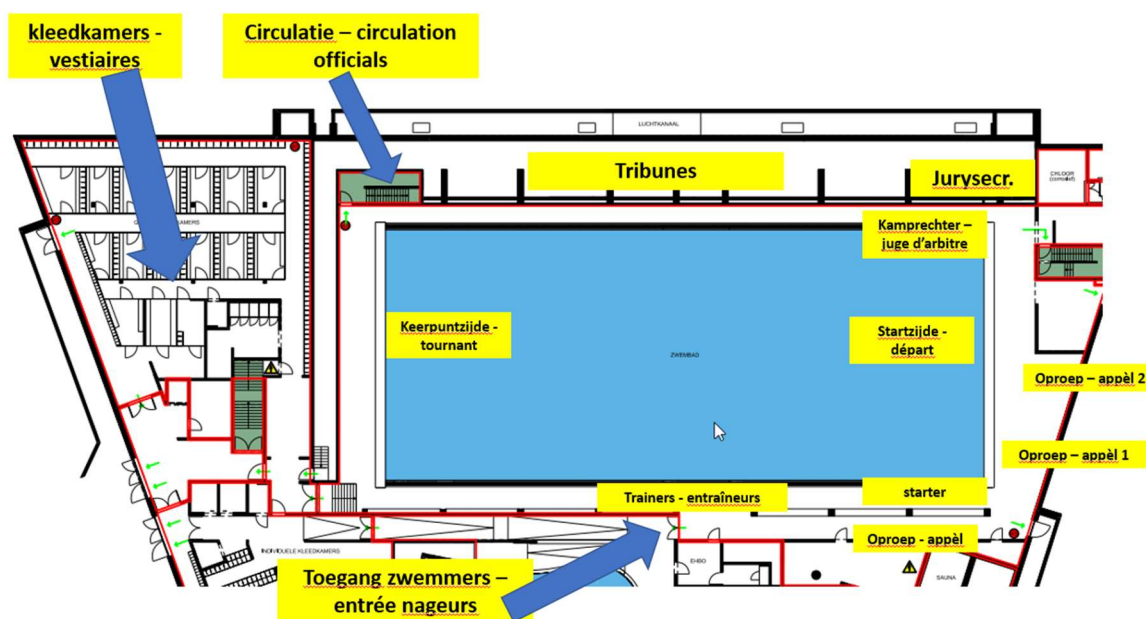 kleedkamers -
vestiaires
Circulatie – circulation
officials
LUCHTKANAAL
Tribunes
Jurysecr.
CHLOOR
Kamprechter –
juge d'arbitre
Keerpuntzijde -
tournant
ZWEMBAD
Startzijde -
départ
Oproep – appèl 2
Oproep – appèl 1
Trainers - entraîneurs
starter
Oproep - appèl
INDIVIDUELE KLEEDKAMERS
EHBO
SAUNA
Toegang zwemmers –
entrée nageurs